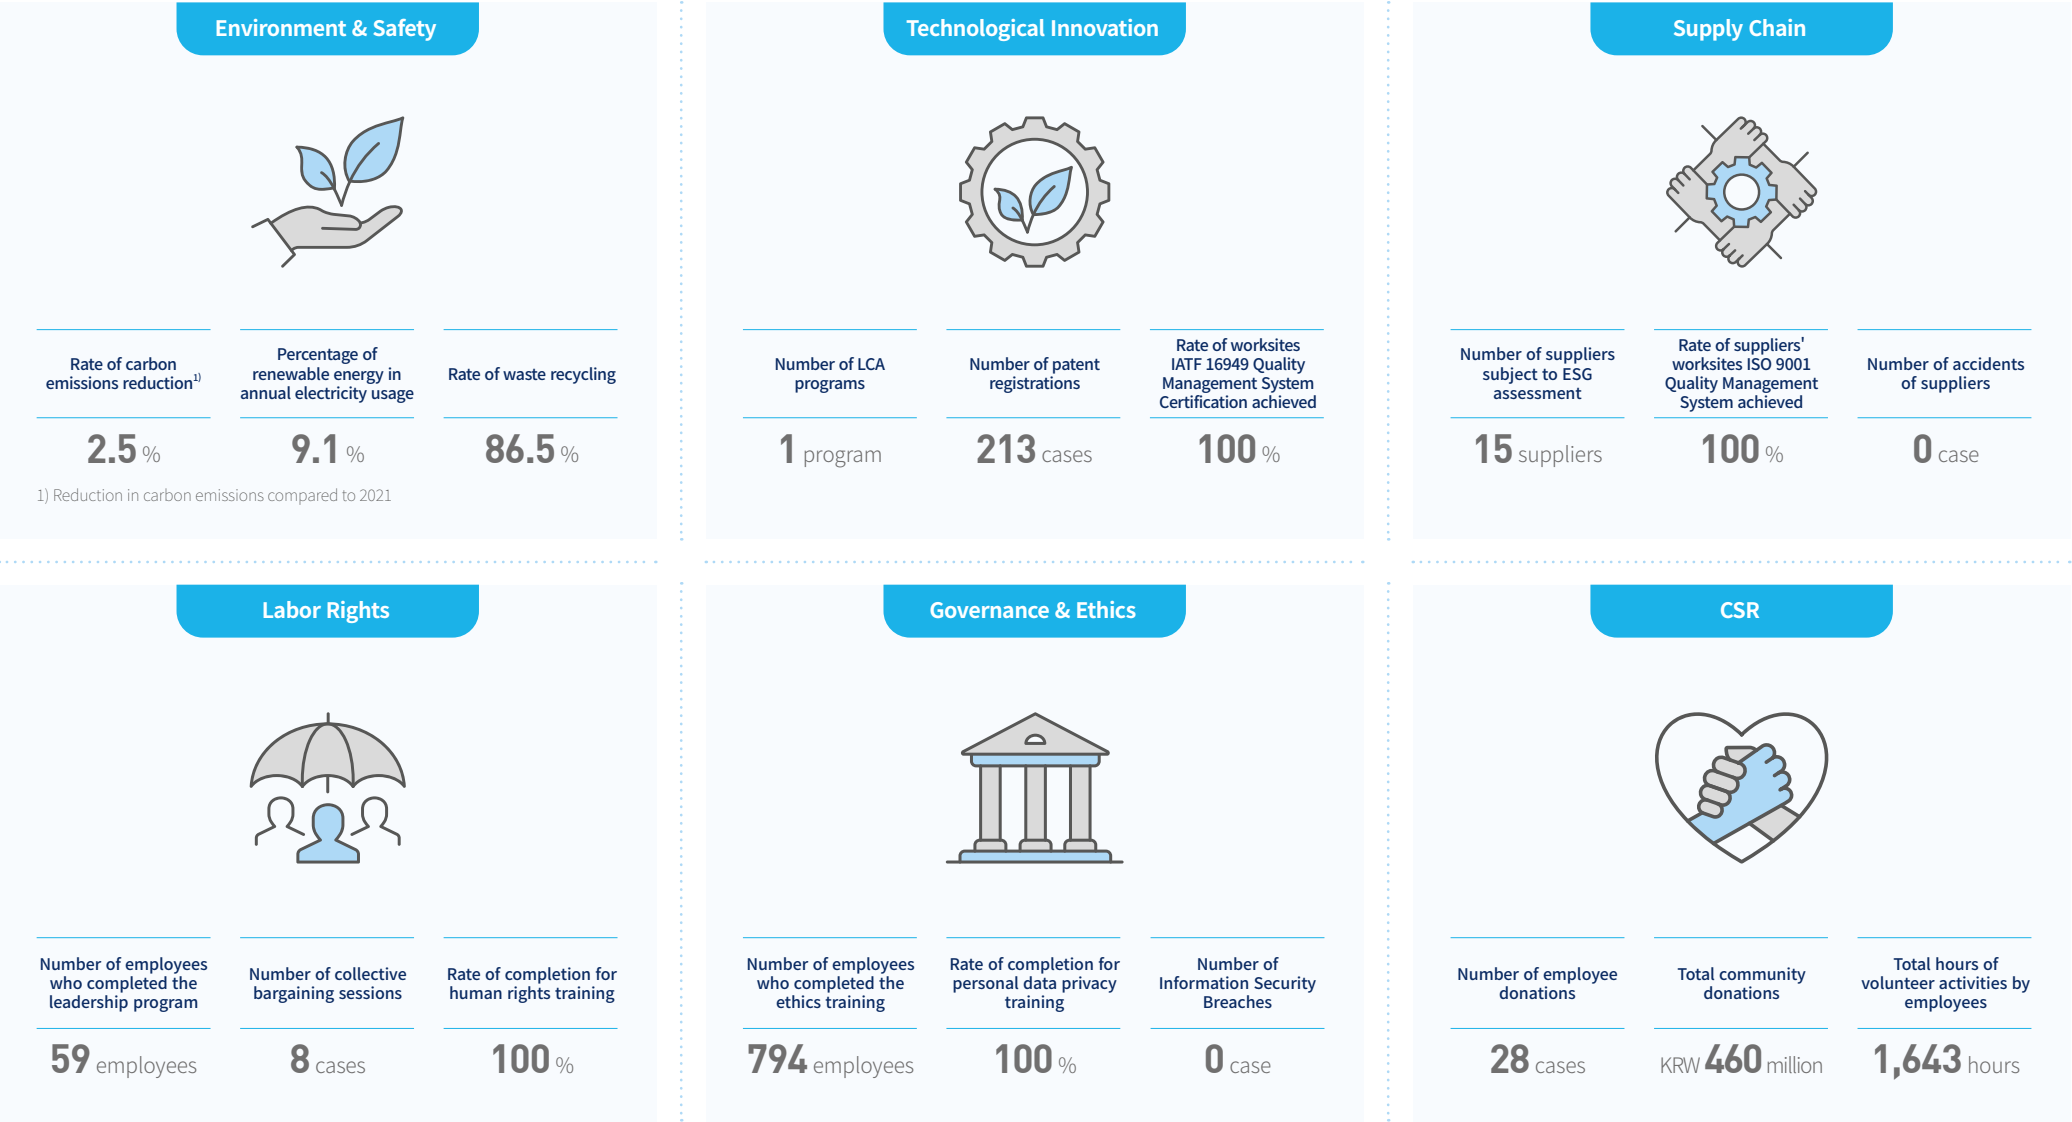 Environment & Safety
Rate of carbon
emissions reduction1)
2.5 %
Percentage of
renewable energy in
annual electricity usage
9.1 %
Rate of waste recycling
86.5 %
1) Reduction in carbon emissions compared to 2021
Technological Innovation
Number of LCA
programs
1 program
Number of patent
registrations
213 cases
Rate of worksites
IATF 16949 Quality
Management System
Certification achieved
100 %
Supply Chain
Number of suppliers
subject to ESG
assessment
15 suppliers
Rate of suppliers'
worksites ISO 9001
Quality Management
System achieved
100 %
Number of accidents
of suppliers
0 case
Labor Rights
Number of employees
who completed the
leadership program
59 employees
Number of collective
bargaining sessions
8 cases
Rate of completion for
human rights training
100 %
Governance & Ethics
Number of employees
who completed the
ethics training
794 employees
Rate of completion for
personal data privacy
training
100 %
Number of
Information Security
Breaches
0 case
CSR
Number of employee
donations
28 cases
Total community
donations
KRW 460 million
Total hours of
volunteer activities by
employees
1,643 hours